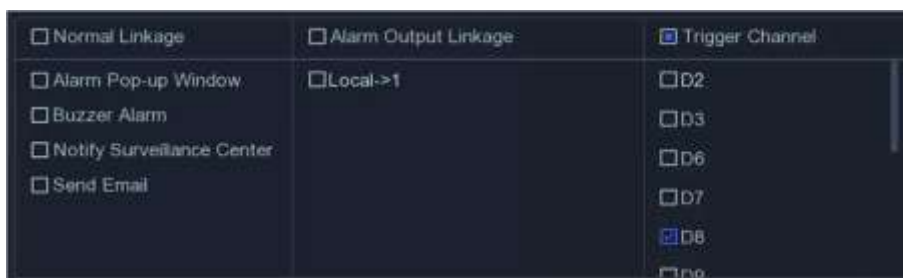 Normal Linkage
Alarm Output Linkage
Trigger Channel
Alarm Pop-up Window
Buzzer Alarm
Notify Surveillance Center
Send Email
Local->1
D2
D3
D6
D7
D8
D9